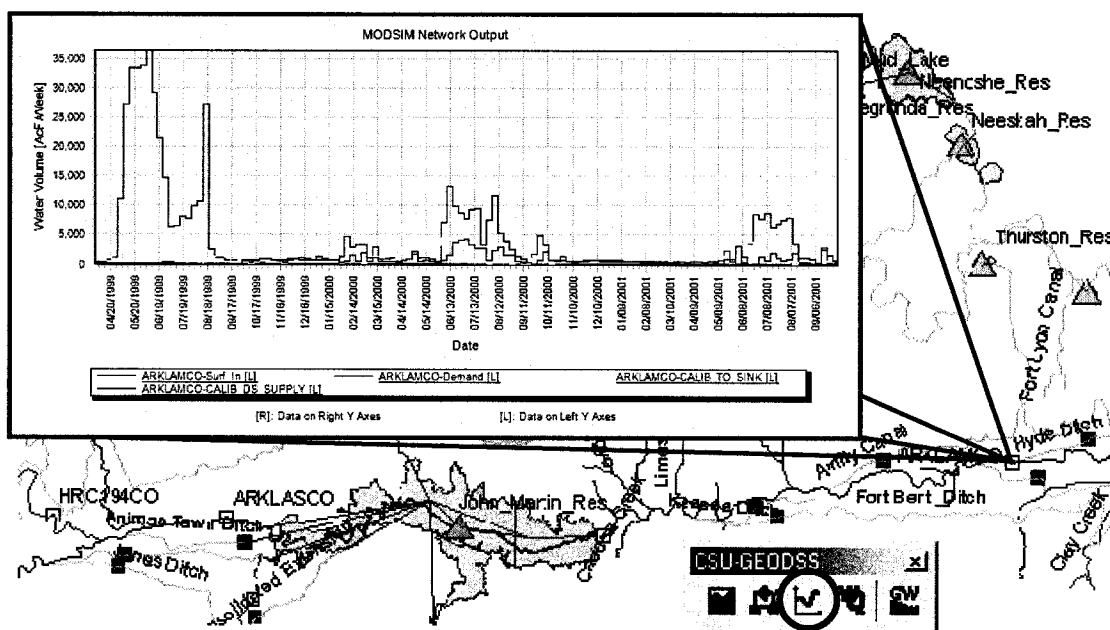 MODSIM Network Output
35,000
30,000
25,000
20,000
15,000
10,000
5,000
0
Water Volume [AcF/Week]
04/20/1999
05/20/1999
06/19/1999
07/19/1999
08/18/1999
09/17/1999
10/17/1999
11/16/1999
12/16/1999
01/15/2000
02/14/2000
03/15/2000
04/14/2000
05/14/2000
06/13/2000
07/13/2000
08/12/2000
09/11/2000
10/11/2000
11/10/2000
12/10/2000
01/09/2001
02/08/2001
03/10/2001
04/09/2001
05/09/2001
06/08/2001
07/08/2001
08/07/2001
09/06/2001
Date
ARKLAMCO-Surf_In [L]
ARKLAMCO-Demand [L]
ARKLAMCO-CALIB_TO_SINK [L]
ARKLAMCO-CALIB_DS_SUPPLY [L]
[R]: Data on Right Y Axes
[L]: Data on Left Y Axes
Lake
Neeskah_Res
Thurston_Res
Fort Lyon Canal
Hyde Ditch
Amity Canal
Fort Bent_Ditch
Clay Creek
HRC194CO
ARKLASCO
John_Martin_Res
CSU-GEODSS
GW